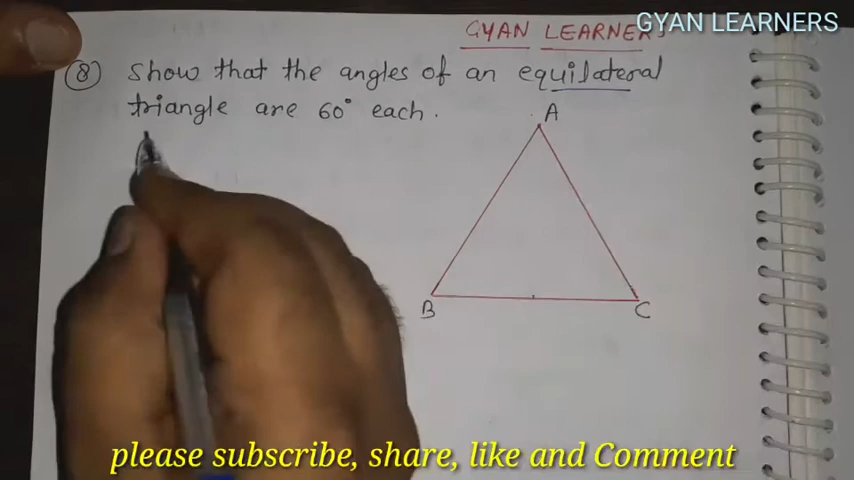 GYAN LEARNERS
GYAN LEARNERS
8 Show that the angles of an equilateral
triangle are 60° each.
A
B
C
please subscribe, share, like and Comment